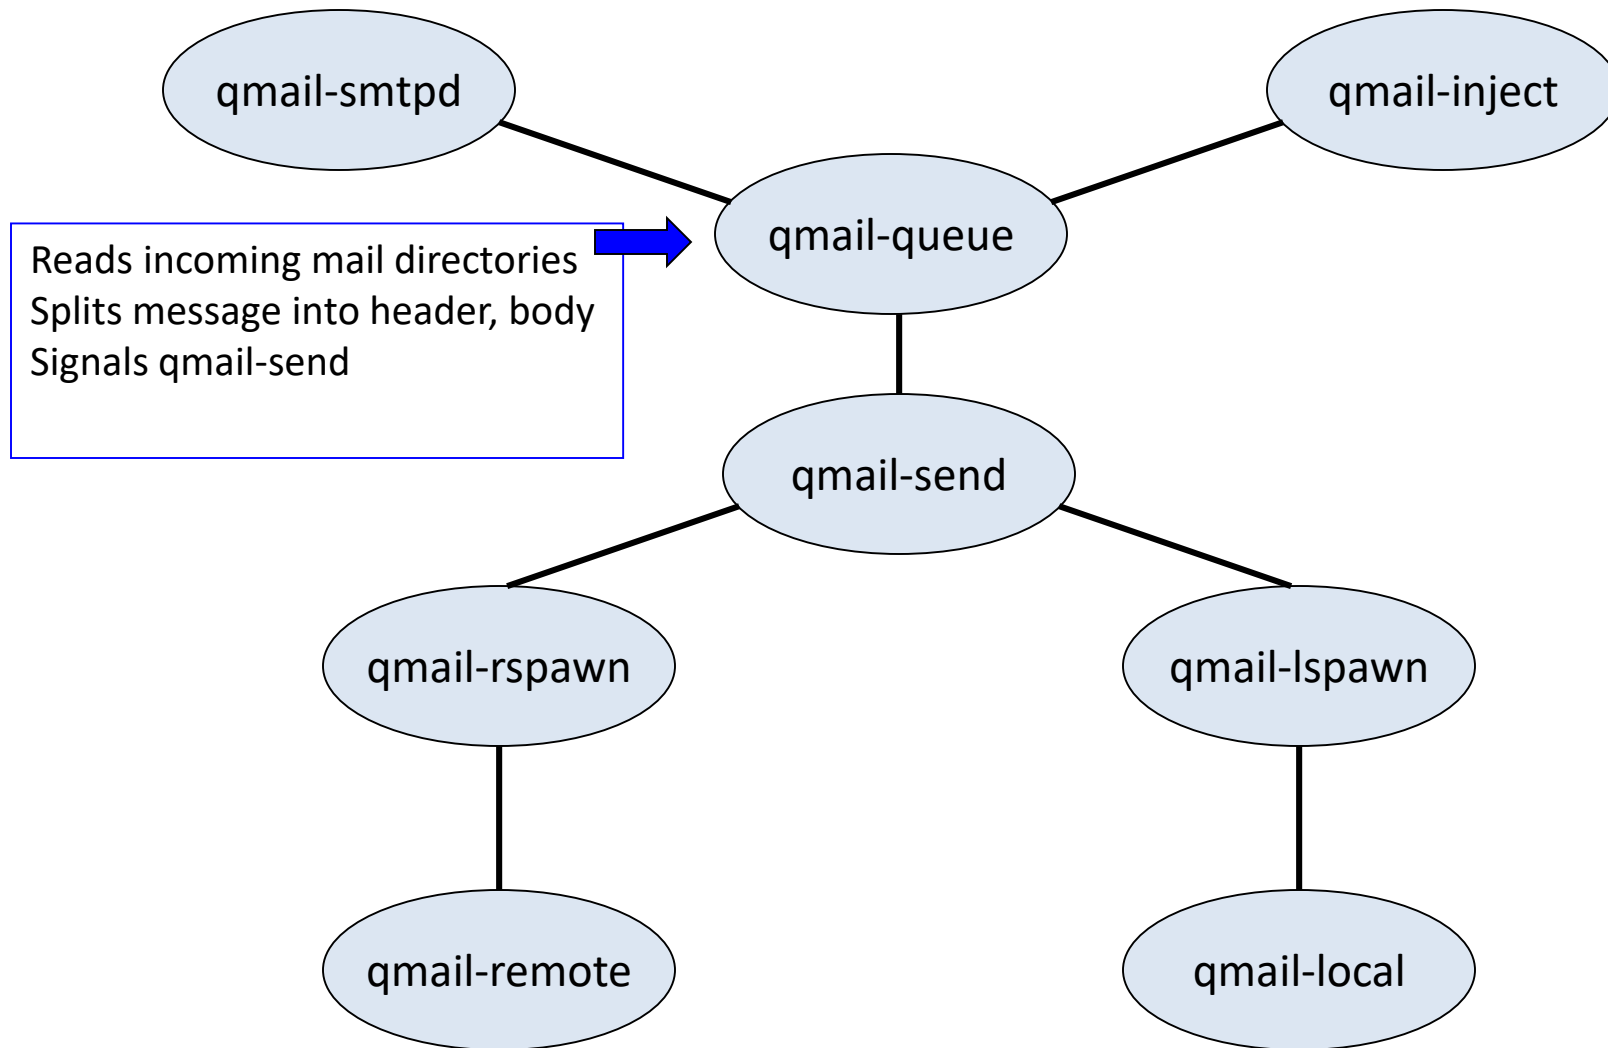 qmail-smtpd
qmail-inject
qmail-queue
Reads incoming mail directories
Splits message into header, body
Signals qmail-send
qmail-send
qmail-rspawn
qmail-lspawn
qmail-remote
qmail-local